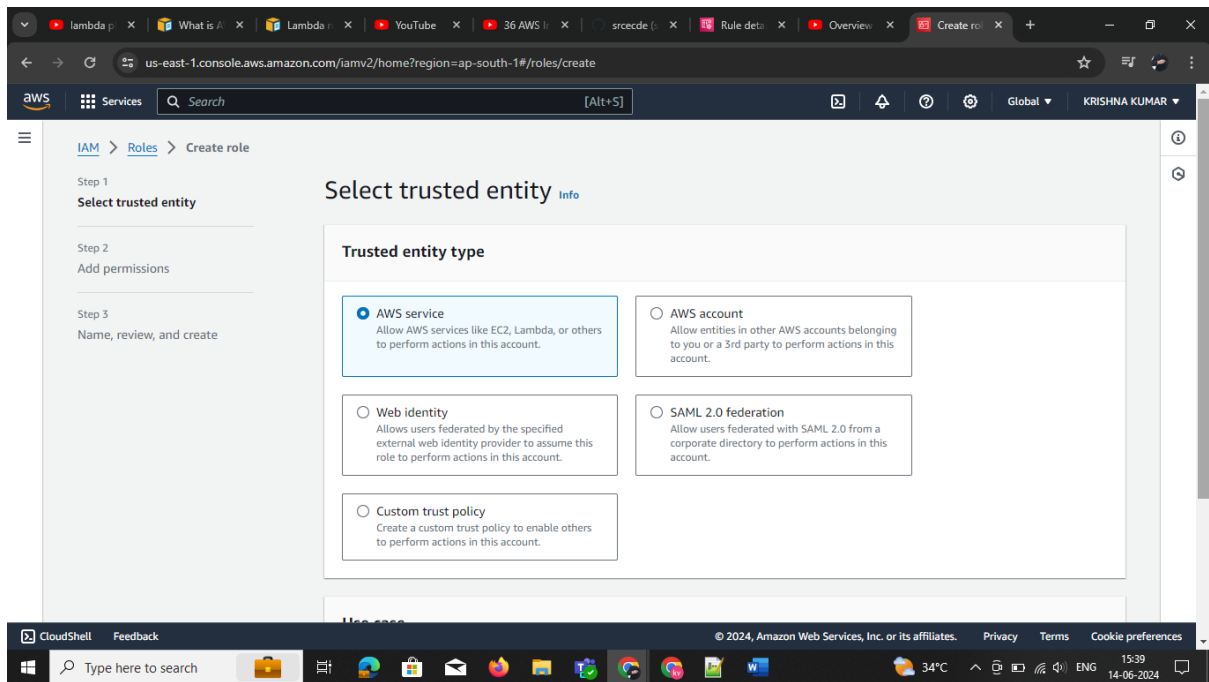 lambda p
What is A
Lambda n
YouTube
36 AWS I
srcecde (s
Rule deta
Overview
Create rol
us-east-1.console.aws.amazon.com/iamv2/home?region=ap-south-1#/roles/create
aws
Services
Search
[Alt+S]
Global
KRISHNA KUMAR
IAM > Roles > Create role
Step 1
Select trusted entity
Step 2
Add permissions
Step 3
Name, review, and create
Select trusted entity Info
Trusted entity type
AWS service
Allow AWS services like EC2, Lambda, or others
to perform actions in this account.
AWS account
Allow entities in other AWS accounts belonging
to you or a 3rd party to perform actions in this
account.
Web identity
Allows users federated by the specified
external web identity provider to assume this
role to perform actions in this account.
SAML 2.0 federation
Allow users federated with SAML 2.0 from a
corporate directory to perform actions in this
account.
Custom trust policy
Create a custom trust policy to enable others
to perform actions in this account.
Use case
CloudShell
Feedback
© 2024, Amazon Web Services, Inc. or its affiliates.
Privacy
Terms
Cookie preferences
Type here to search
34°C
ENG
15:39
14-06-2024